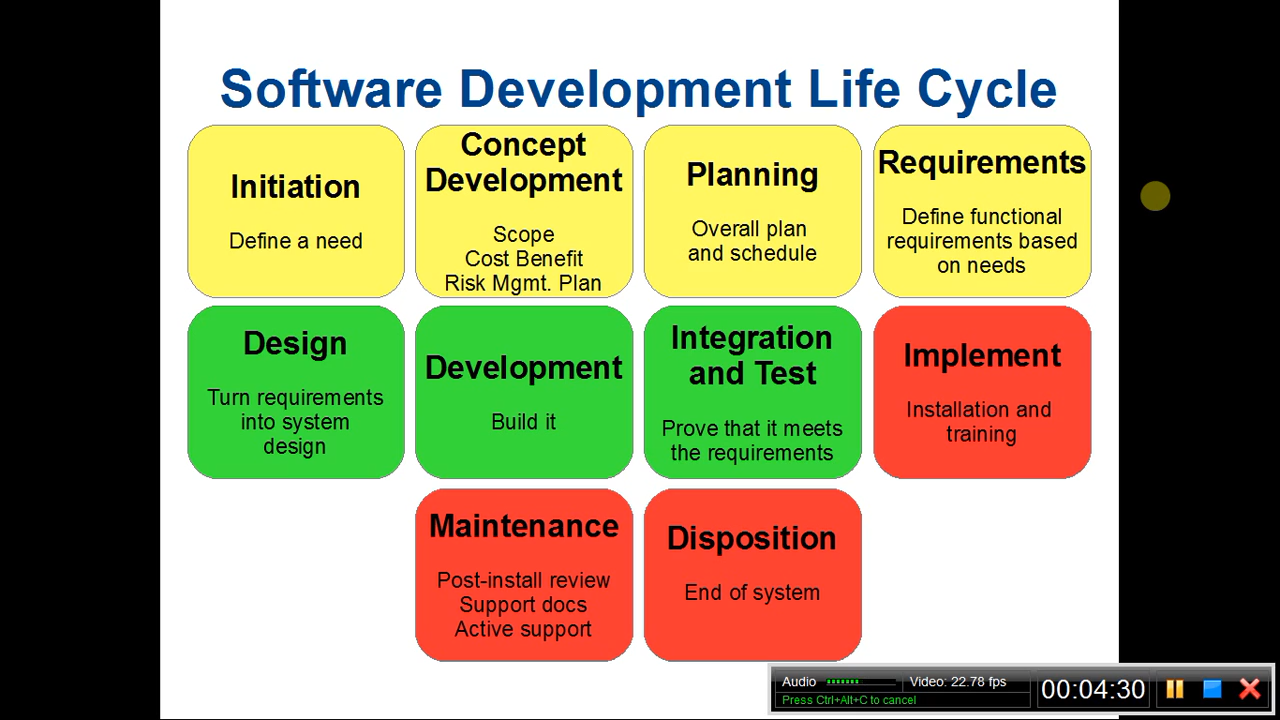 Software Development Life Cycle
Initiation
Define a need
Concept
Development
Scope
Cost Benefit
Risk Mgmt. Plan
Planning
Overall plan
and schedule
Requirements
Define functional
requirements based
on needs
Design
Turn requirements
into system
design
Development
Build it
Integration
and Test
Prove that it meets
the requirements
Implement
Installation and
training
Maintenance
Post-install review
Support docs
Active support
Disposition
End of system
Audio
Video: 22.78 fps
Press Ctrl+Alt+C to cancel
00:04:30